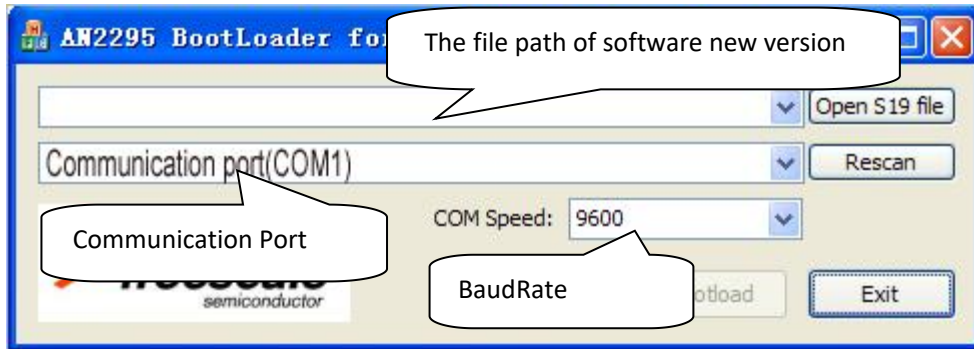 AN2295 BootLoader for
The file path of software new version
Open S19 file
Communication port(COM1)
Rescan
Communication Port
COM Speed: 9600
BaudRate
semiconductor
Exit